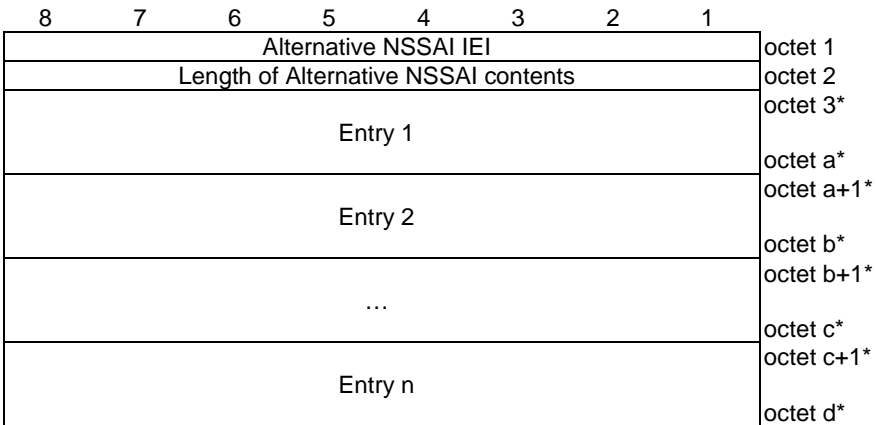 8 7 6 5 4 3 2 1
Alternative NSSAI IEI octet 1
Length of Alternative NSSAI contents octet 2
octet 3*
Entry 1
octet a*
octet a+1*
Entry 2
octet b*
octet b+1*
…
octet c*
octet c+1*
Entry n
octet d*